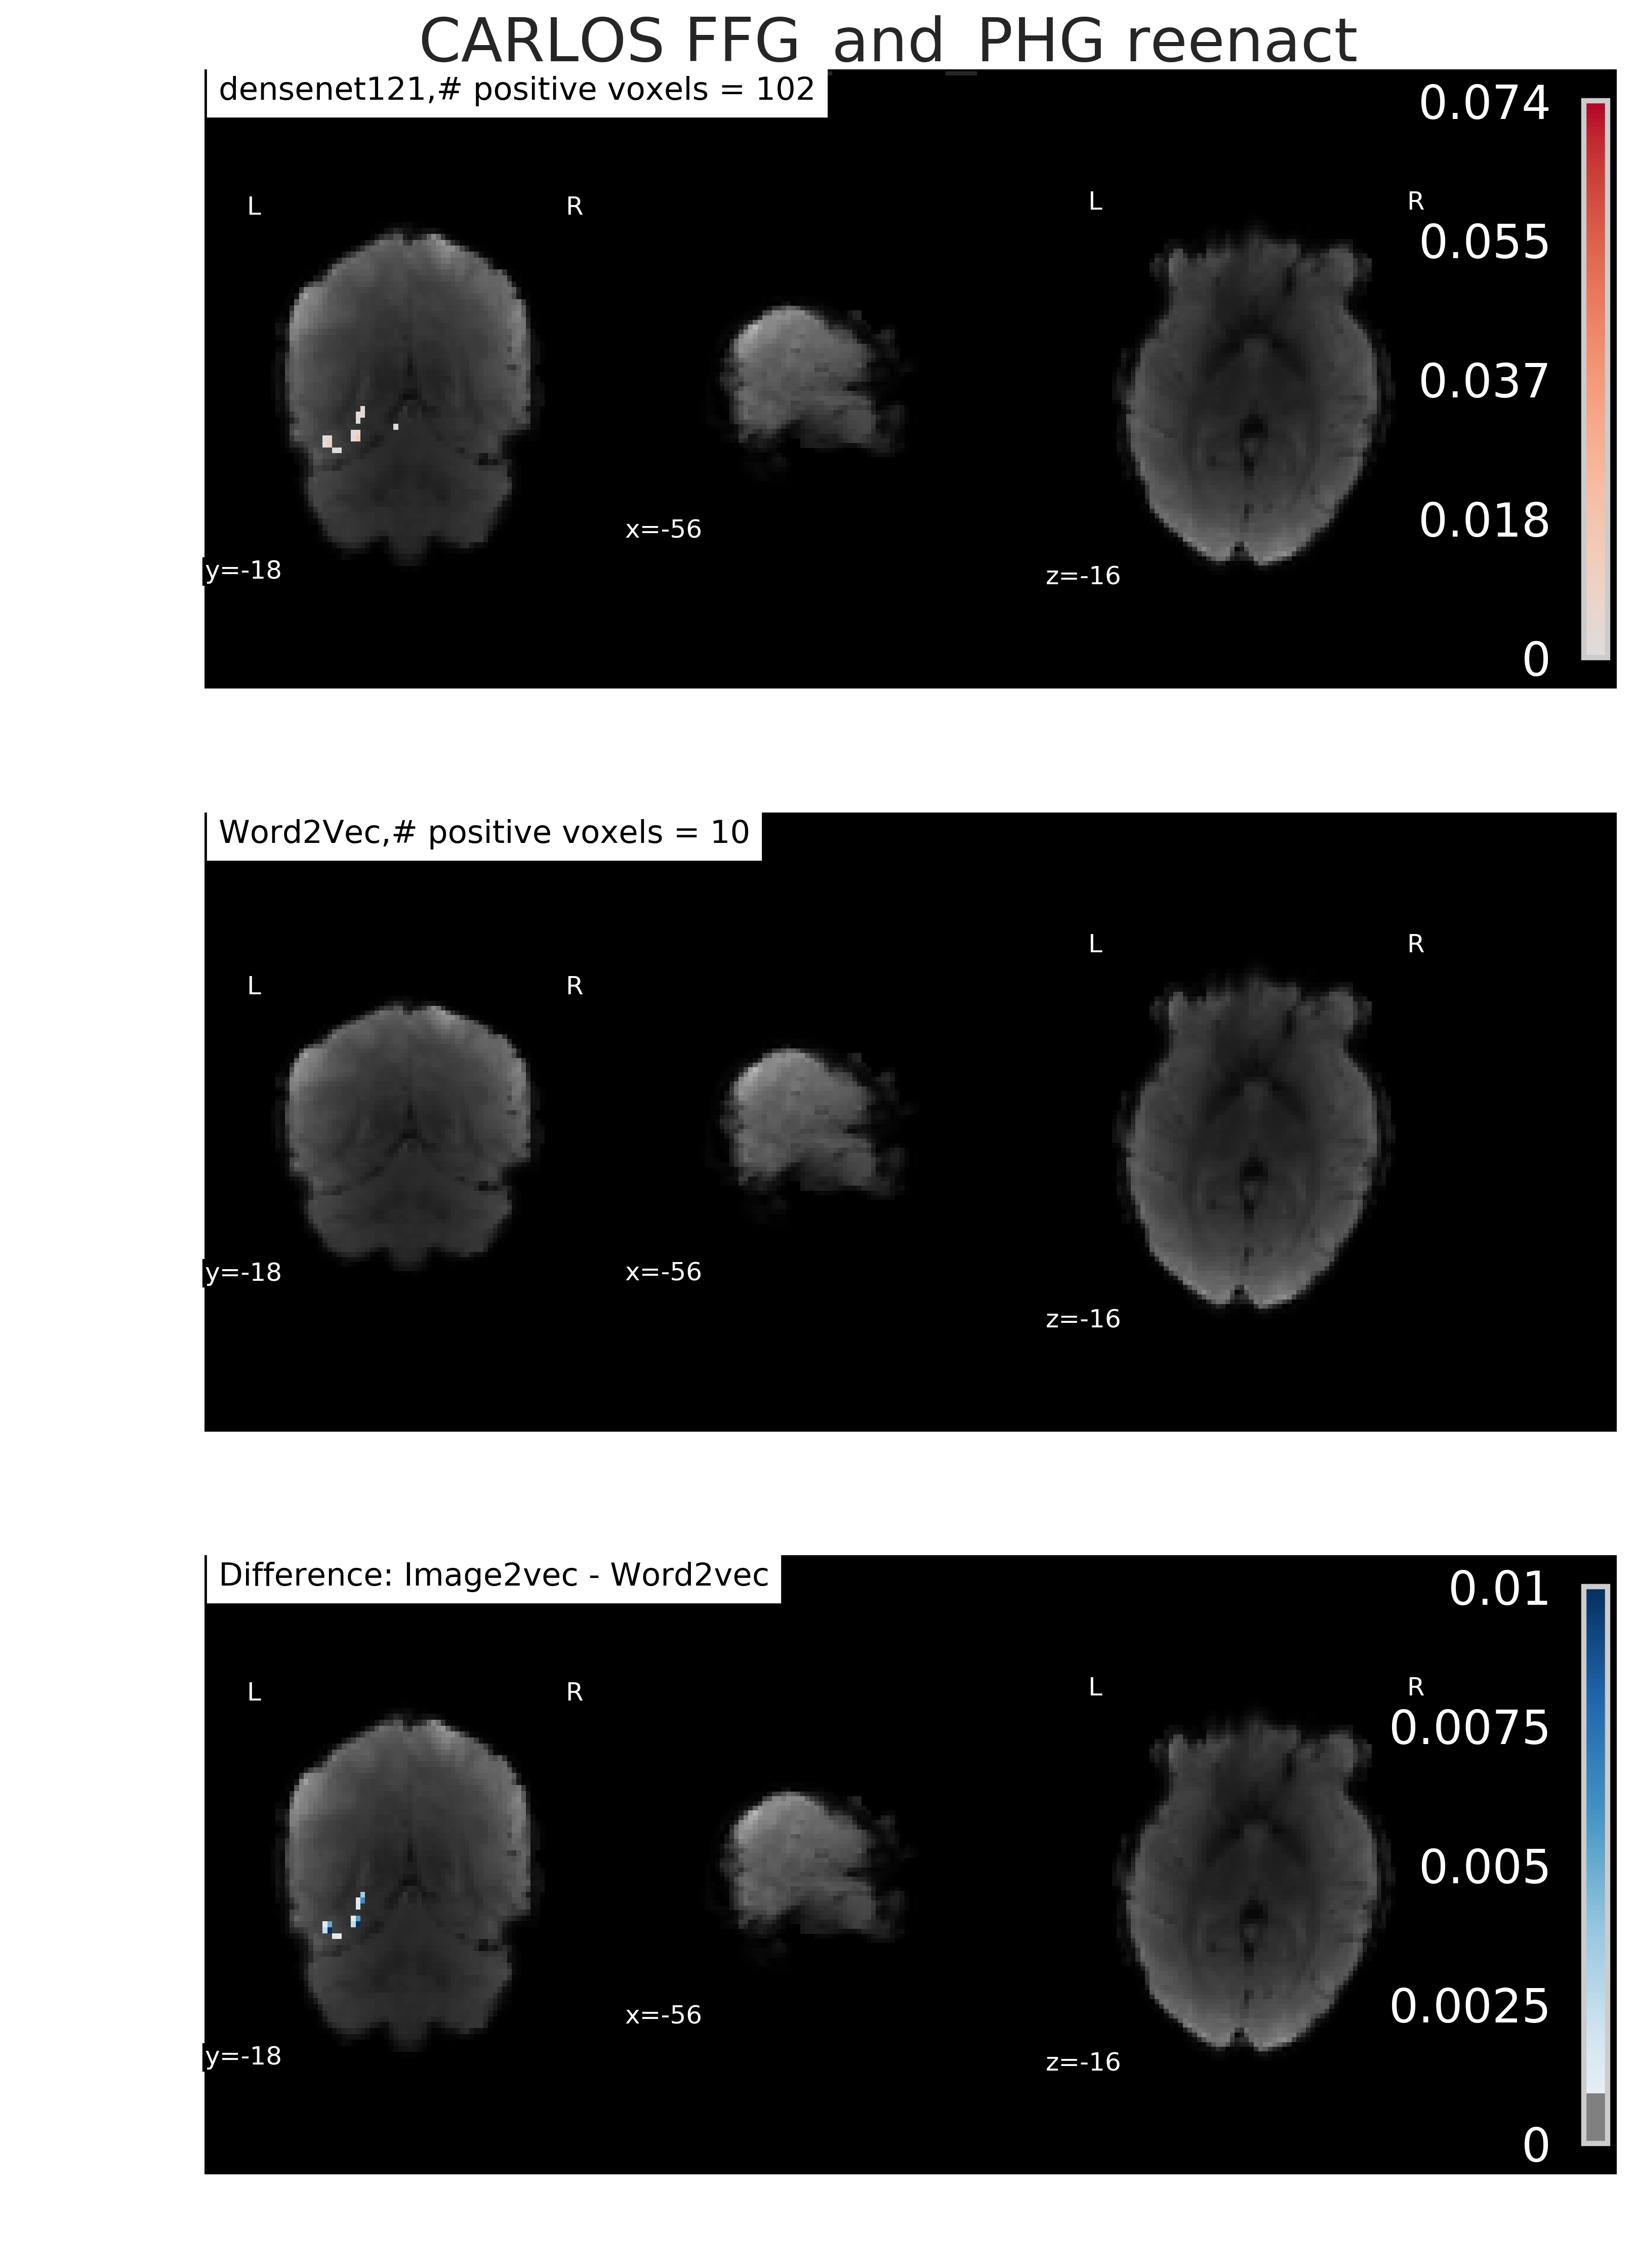 CARLOS FFG_and_PHG reenact
densenet121,# positive voxels = 102
L R L R
0.074
0.055
0.037
0.018
0
y=-18 x=-56 z=-16
Word2Vec,# positive voxels = 10
L R L R
y=-18 x=-56 z=-16
Difference: Image2vec - Word2vec
L R L R
0.01
0.0075
0.005
0.0025
0
y=-18 x=-56 z=-16